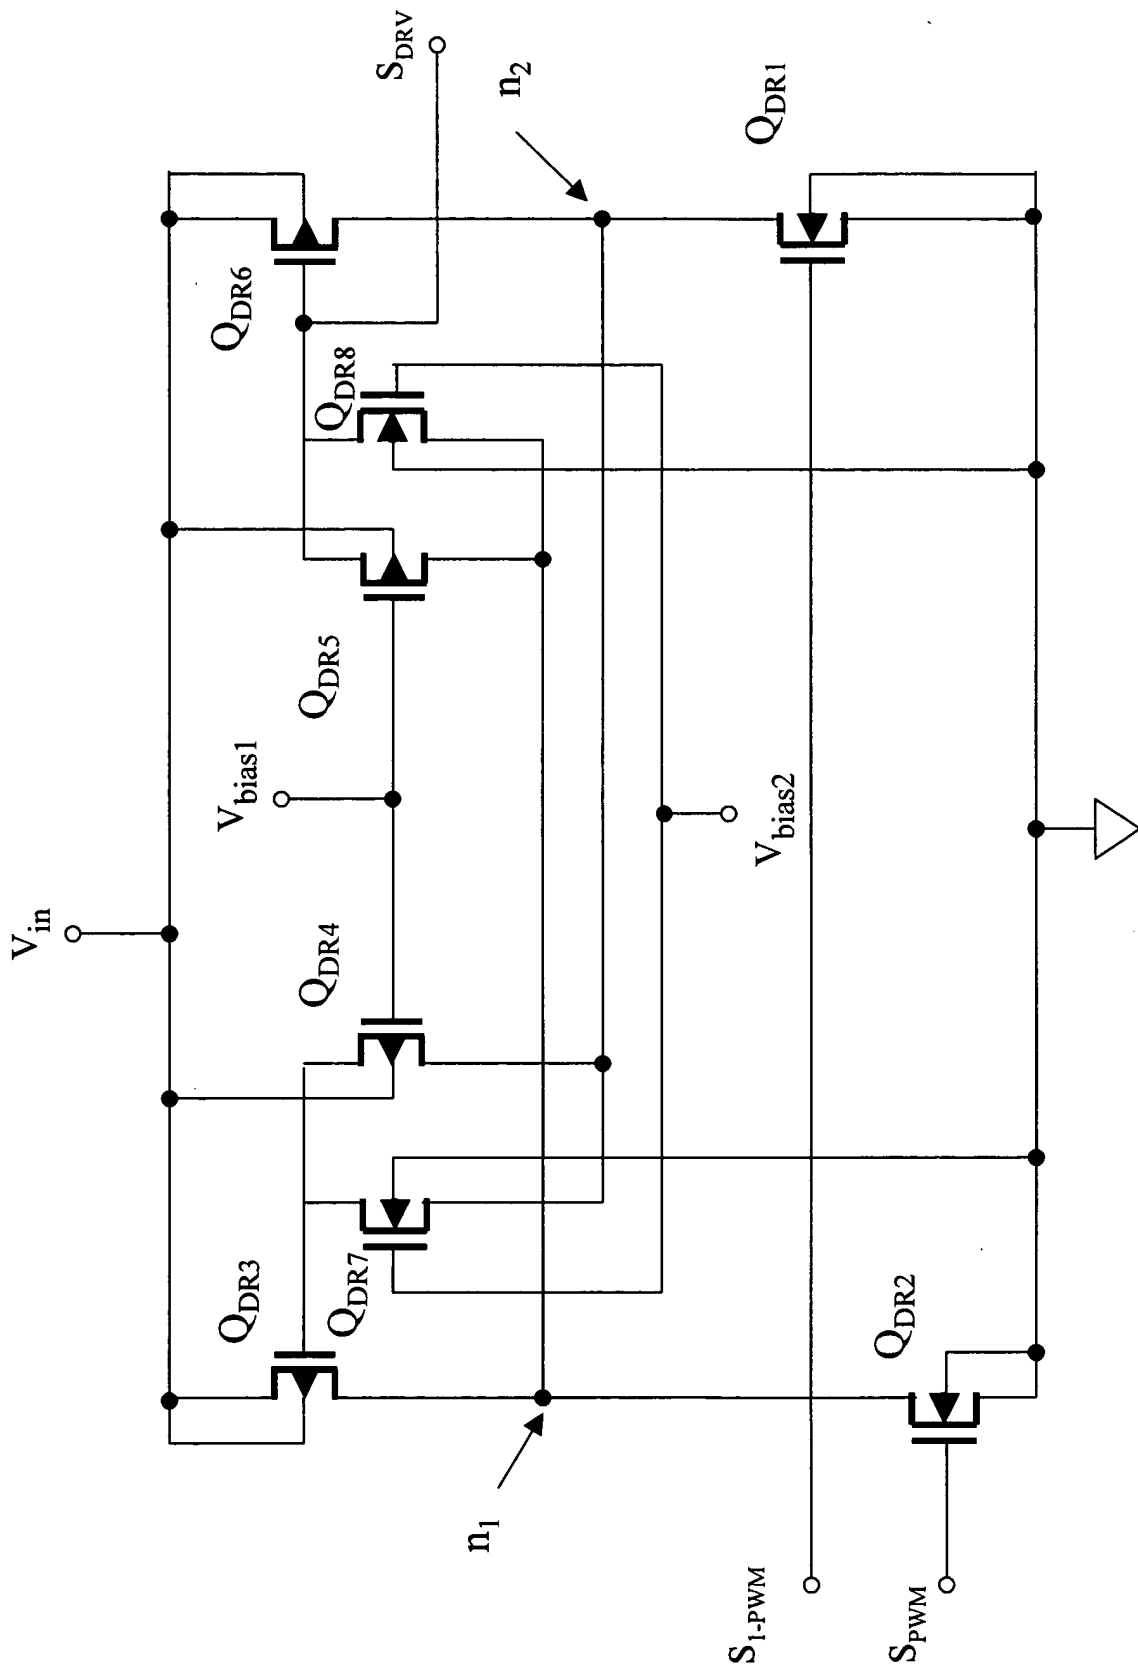 V_in
S_DRV
n_2
Q_DR1
Q_DR6
Q_DR8
Q_DR5
V_bias1
V_bias2
Q_DR4
Q_DR3
Q_DR7
Q_DR2
n_1
S_1-PWM
S_PWM